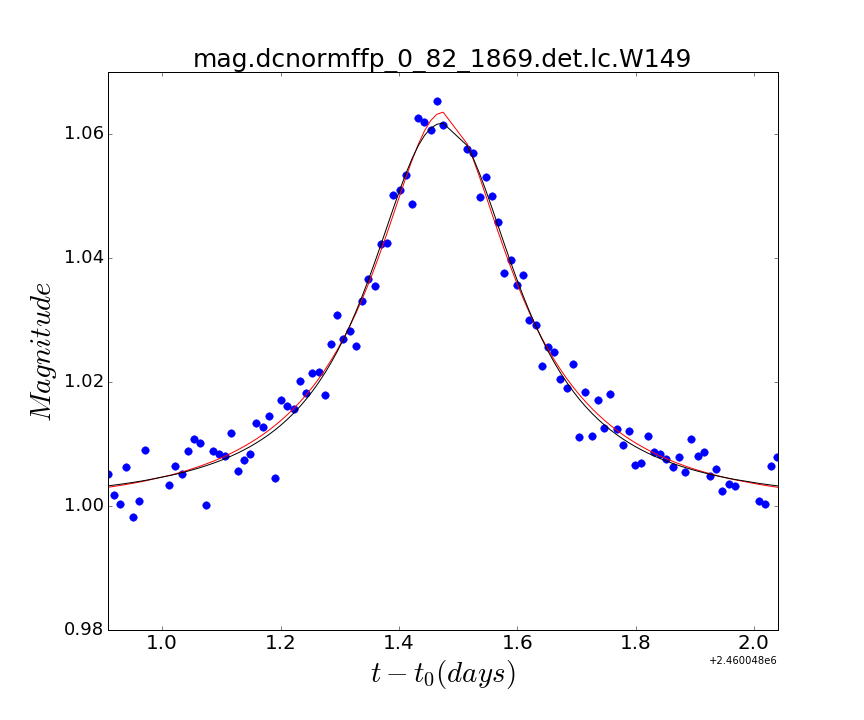 mag.dcnormffp_0_82_1869.det.lc.W149
1.06
1.04
1.02
1.00
0.98
Magnitude
1.0 1.2 1.4 1.6 1.8 2.0
+2.460048e6
t − t₀(days)